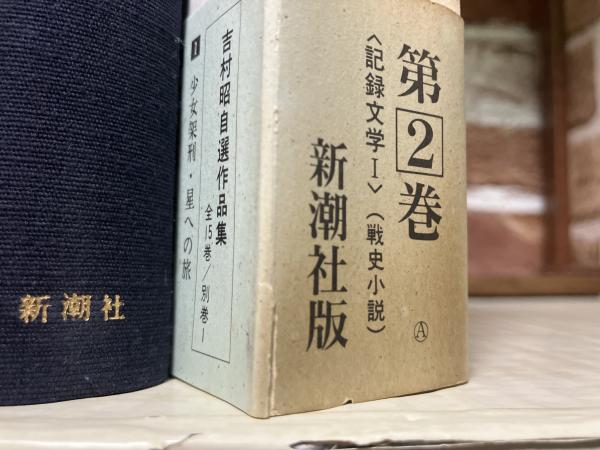 新潮社
吉村昭自選作品集
全15巧/別巻1
1 少女架刑・星への旅
第2巻
〈記録文学Ⅰ〉(戦史小説)
新潮社版
Ⓐ